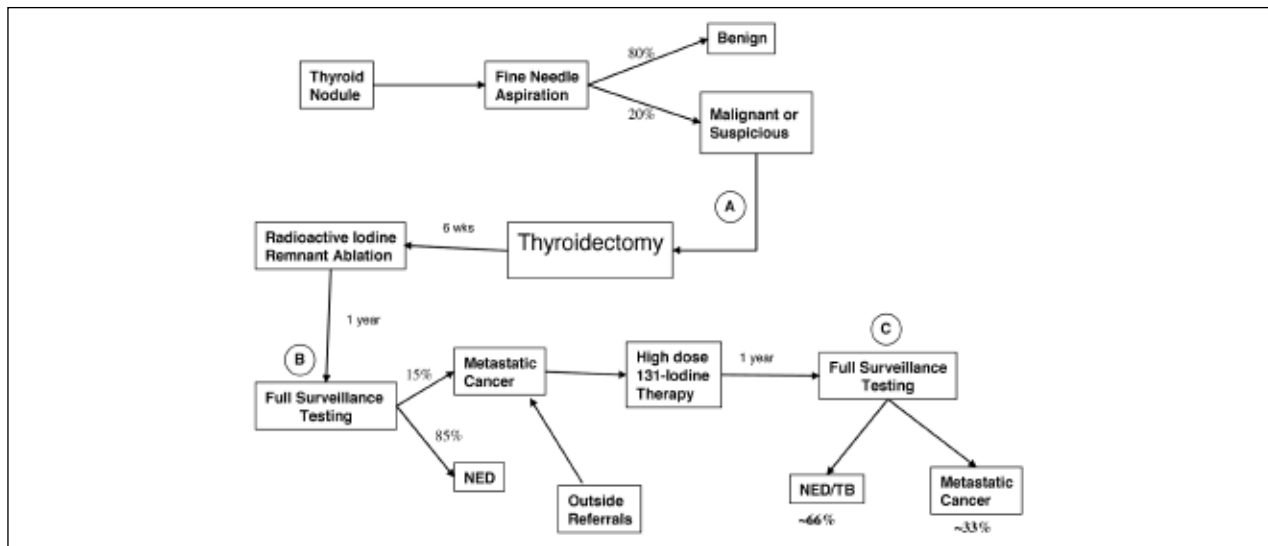 Benign
80%
Thyroid
Nodule
Fine Needle
Aspiration
20%
Malignant or
Suspicious
A
Radioactive Iodine
Remnant Ablation
6 wks
Thyroidectomy
1 year
B
Full Surveillance
Testing
15%
85%
Metastatic
Cancer
NED
Outside
Referrals
High dose
131-Iodine
Therapy
1 year
C
Full Surveillance
Testing
NED/TB
~66%
Metastatic
Cancer
~33%